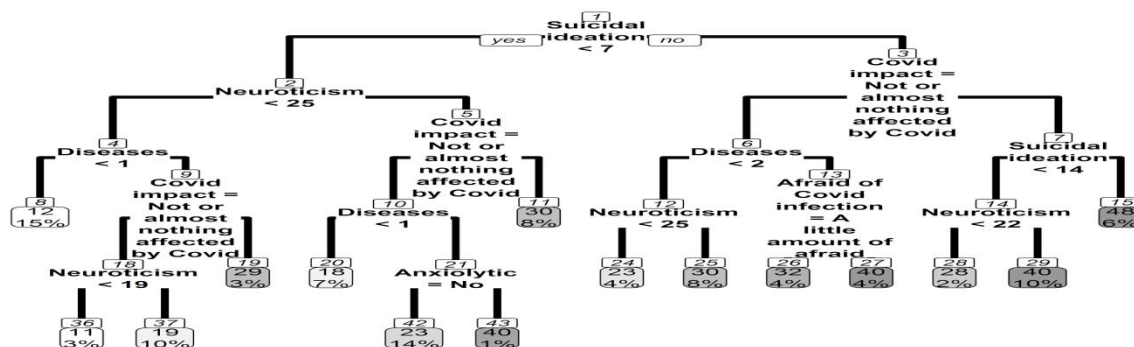 1
Suicidal
ideation
< 7
yes
no
2
Neuroticism
< 25
3
Covid
impact =
Not or
almost
nothing
affected
by Covid
4
Diseases
< 1
5
Covid
impact =
Not or
almost
nothing
affected
by Covid
6
Diseases
< 2
7
Suicidal
ideation
< 14
8
12
15%
9
Covid
impact =
Not or
almost
nothing
affected
by Covid
10
Diseases
< 1
11
30
8%
12
Neuroticism
< 25
13
Afraid of
Covid
infection
= A
little
amount of
afraid
14
Neuroticism
< 22
15
48
6%
18
Neuroticism
< 19
19
29
3%
20
18
7%
21
Anxiolytic
= No
24
23
4%
25
30
8%
26
32
4%
27
40
4%
28
28
2%
29
40
10%
36
11
3%
37
19
10%
42
23
14%
43
40
1%